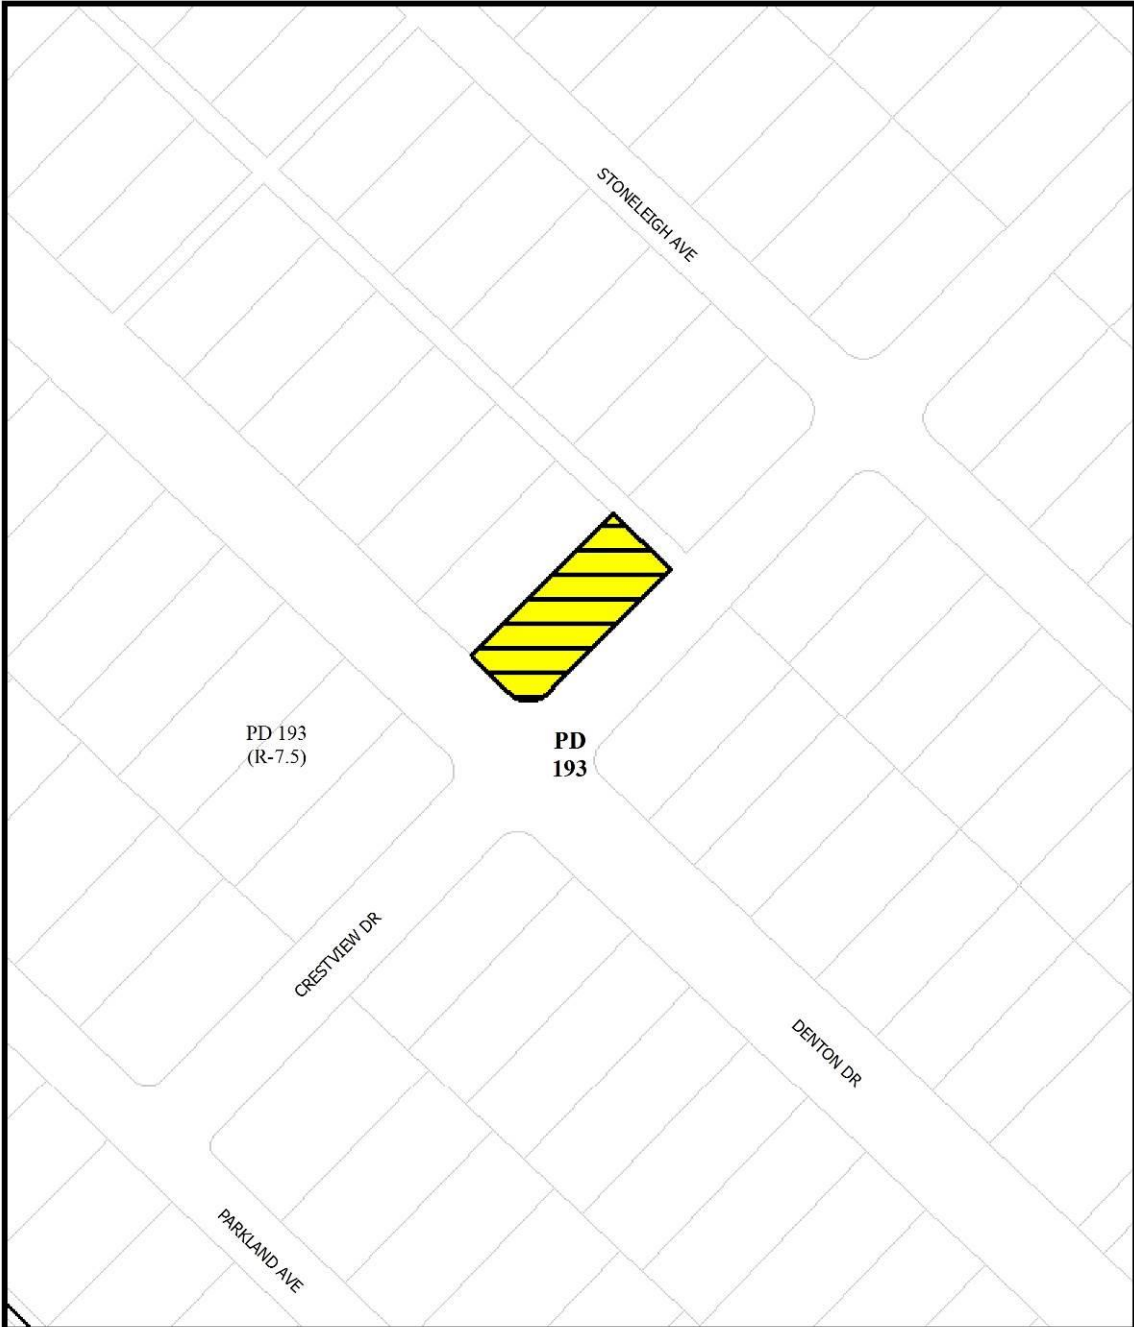 STONELEIGH AVE
PD 193
(R-7.5)
PD
193
CRESTVIEW DR
DENTON DR
PARKLAND AVE